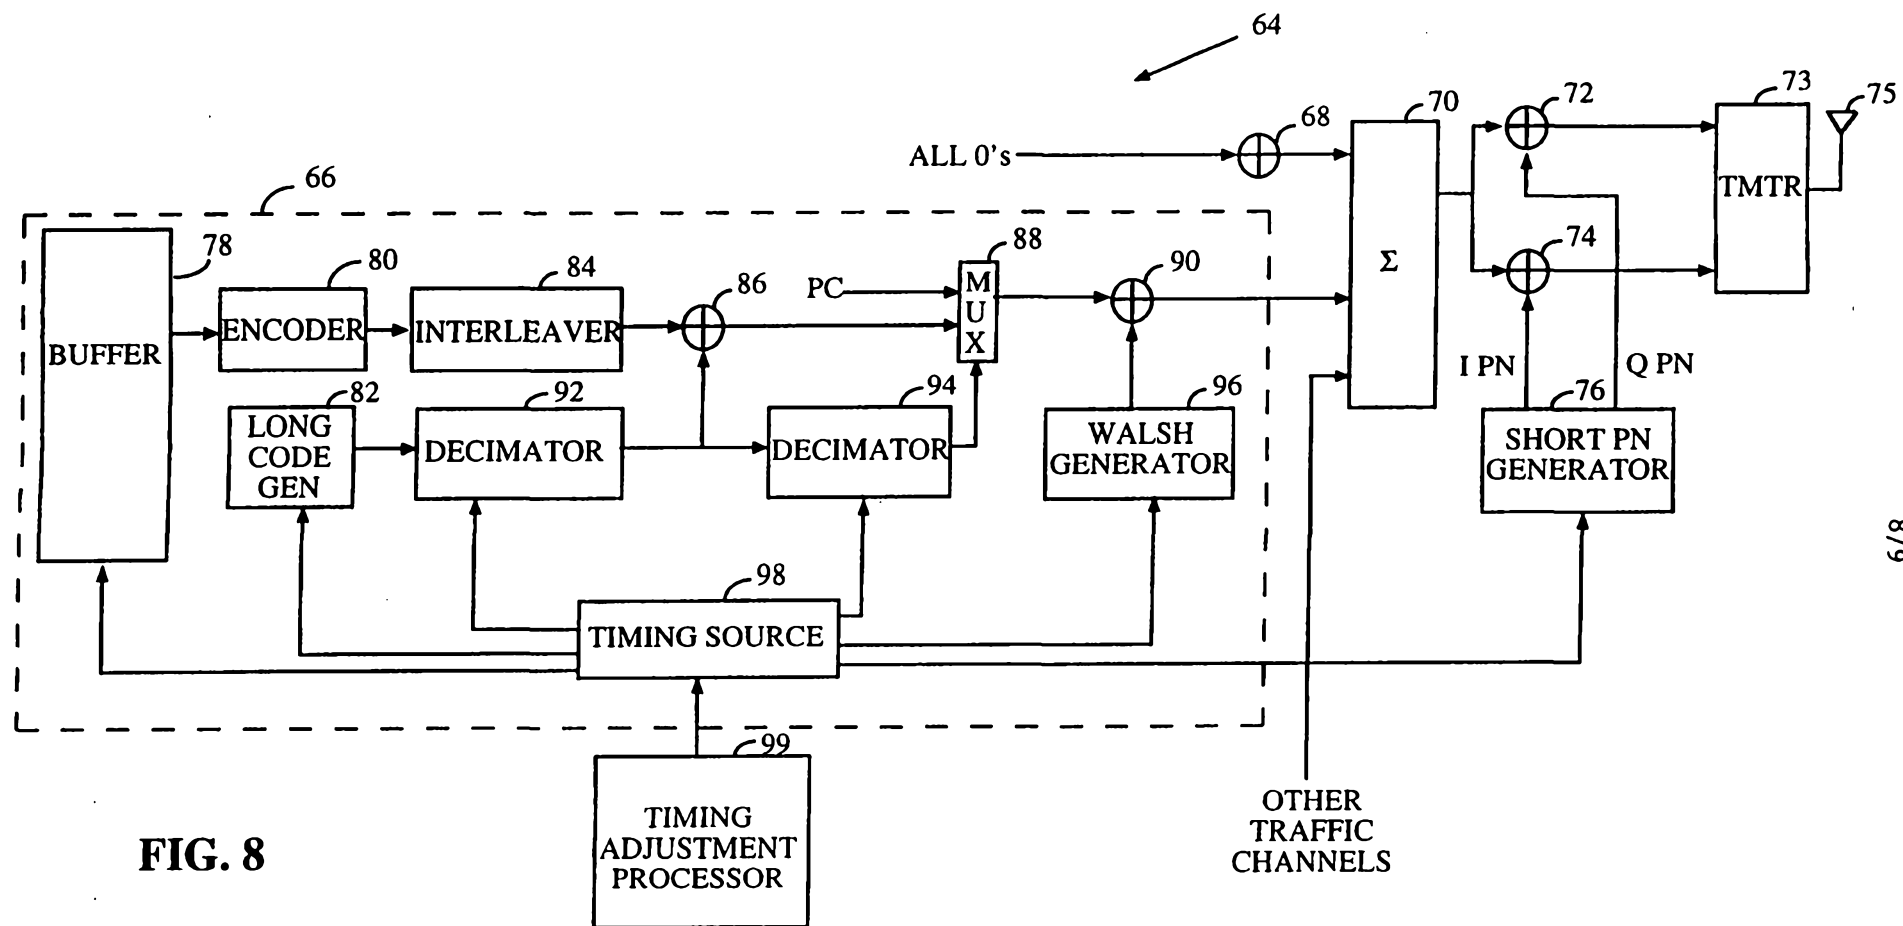 64
73
75
72
70
68
ALL 0's
TMTR
66
78
80
84
86
88
90
74
Σ
PC
M
U
X
ENCODER
INTERLEAVER
BUFFER
I PN
Q PN
82
92
94
96
76
LONG
CODE
GEN
DECIMATOR
DECIMATOR
WALSH
GENERATOR
SHORT PN
GENERATOR
6/8
98
TIMING SOURCE
99
TIMING
ADJUSTMENT
PROCESSOR
OTHER
TRAFFIC
CHANNELS
FIG. 8